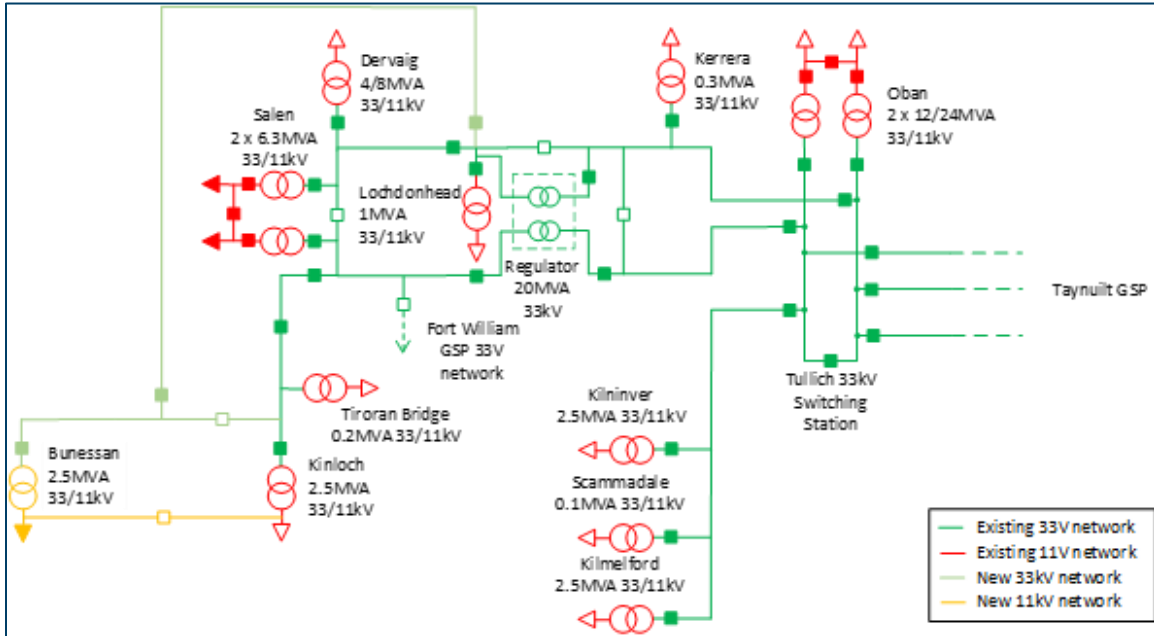 Dervaig
4/8MVA
33/11kV
Kerrera
0.3MVA
33/11kV
Oban
2 x 12/24MVA
33/11kV
Salen
2 x 6.3MVA
33/11kV
Lochdonhead
1MVA
33/11kV
Regulator
20MVA
33kV
Taynuilt GSP
Fort William
GSP 33V
network
Tullich 33kV
Switching
Station
Tiroran Bridge
0.2MVA 33/11kV
Kilninver
2.5MVA 33/11kV
Bunessan
2.5MVA
33/11kV
Kinloch
2.5MVA
33/11kV
Scammadale
0.1MVA 33/11kV
Kilmelford
2.5MVA 33/11kV
Existing 33V network
Existing 11V network
New 33kV network
New 11kV network